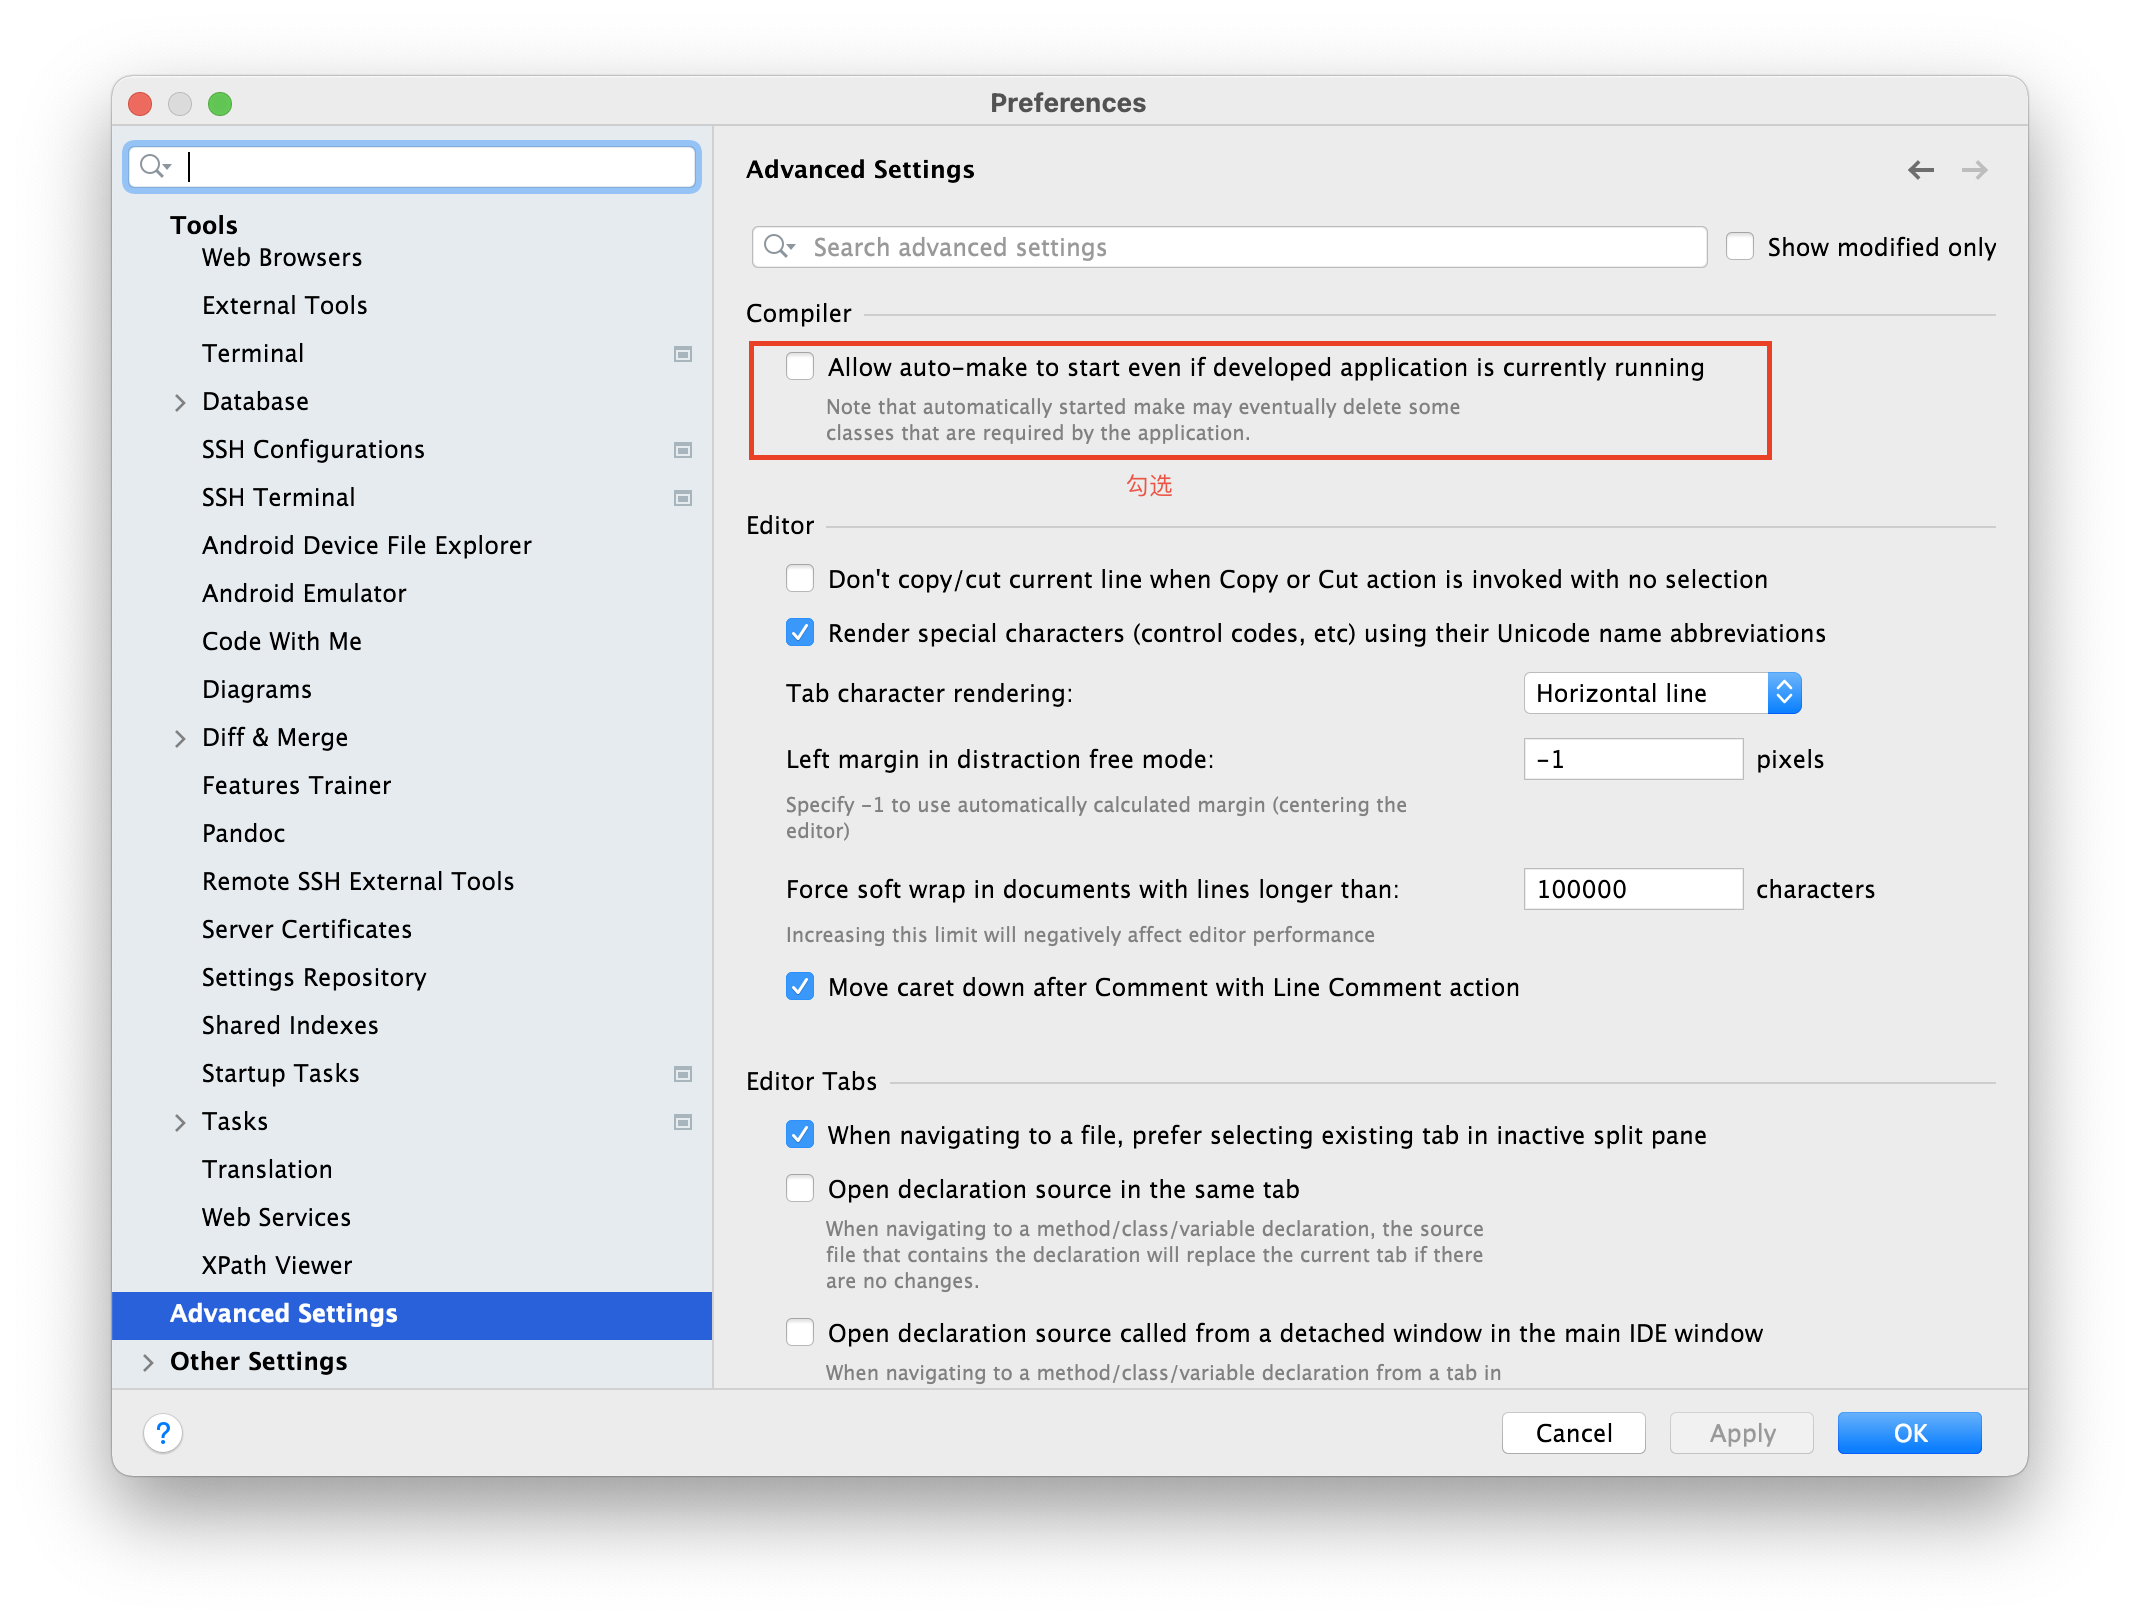 Preferences
Tools
Web Browsers
External Tools
Terminal
Database
SSH Configurations
SSH Terminal
Android Device File Explorer
Android Emulator
Code With Me
Diagrams
Diff & Merge
Features Trainer
Pandoc
Remote SSH External Tools
Server Certificates
Settings Repository
Shared Indexes
Startup Tasks
Tasks
Translation
Web Services
XPath Viewer
Advanced Settings
Other Settings
Advanced Settings
Search advanced settings
Show modified only
Compiler
Allow auto-make to start even if developed application is currently running
Note that automatically started make may eventually delete some
classes that are required by the application.
勾选
Editor
Don't copy/cut current line when Copy or Cut action is invoked with no selection
Render special characters (control codes, etc) using their Unicode name abbreviations
Tab character rendering: Horizontal line
Left margin in distraction free mode: -1 pixels
Specify -1 to use automatically calculated margin (centering the
editor)
Force soft wrap in documents with lines longer than: 100000 characters
Increasing this limit will negatively affect editor performance
Move caret down after Comment with Line Comment action
Editor Tabs
When navigating to a file, prefer selecting existing tab in inactive split pane
Open declaration source in the same tab
When navigating to a method/class/variable declaration, the source
file that contains the declaration will replace the current tab if there
are no changes.
Open declaration source called from a detached window in the main IDE window
When navigating to a method/class/variable declaration from a tab in
?
Cancel
Apply
OK